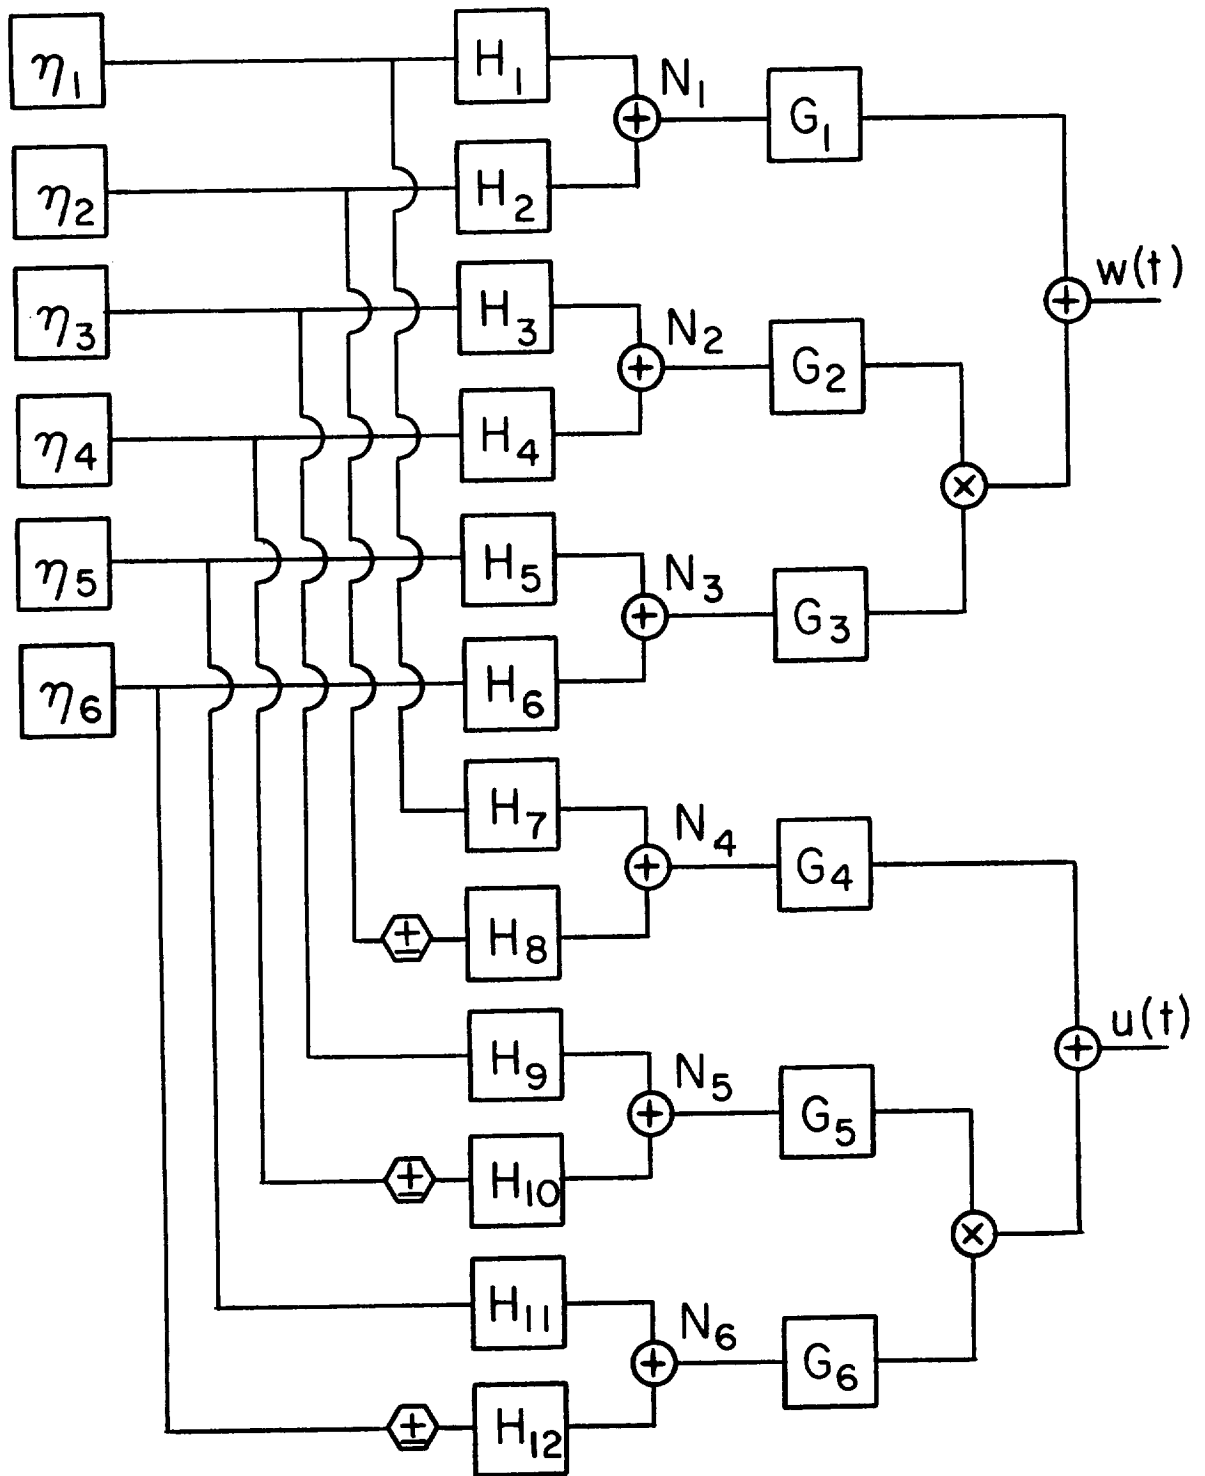 η1
H1
N1
G1
η2
H2
w(t)
+
η3
H3
N2
G2
+
+
η4
H4
×
η5
H5
N3
G3
+
η6
H6
H7
N4
G4
+
±
H8
u(t)
+
H9
N5
G5
+
±
H10
×
H11
N6
G6
+
±
H12